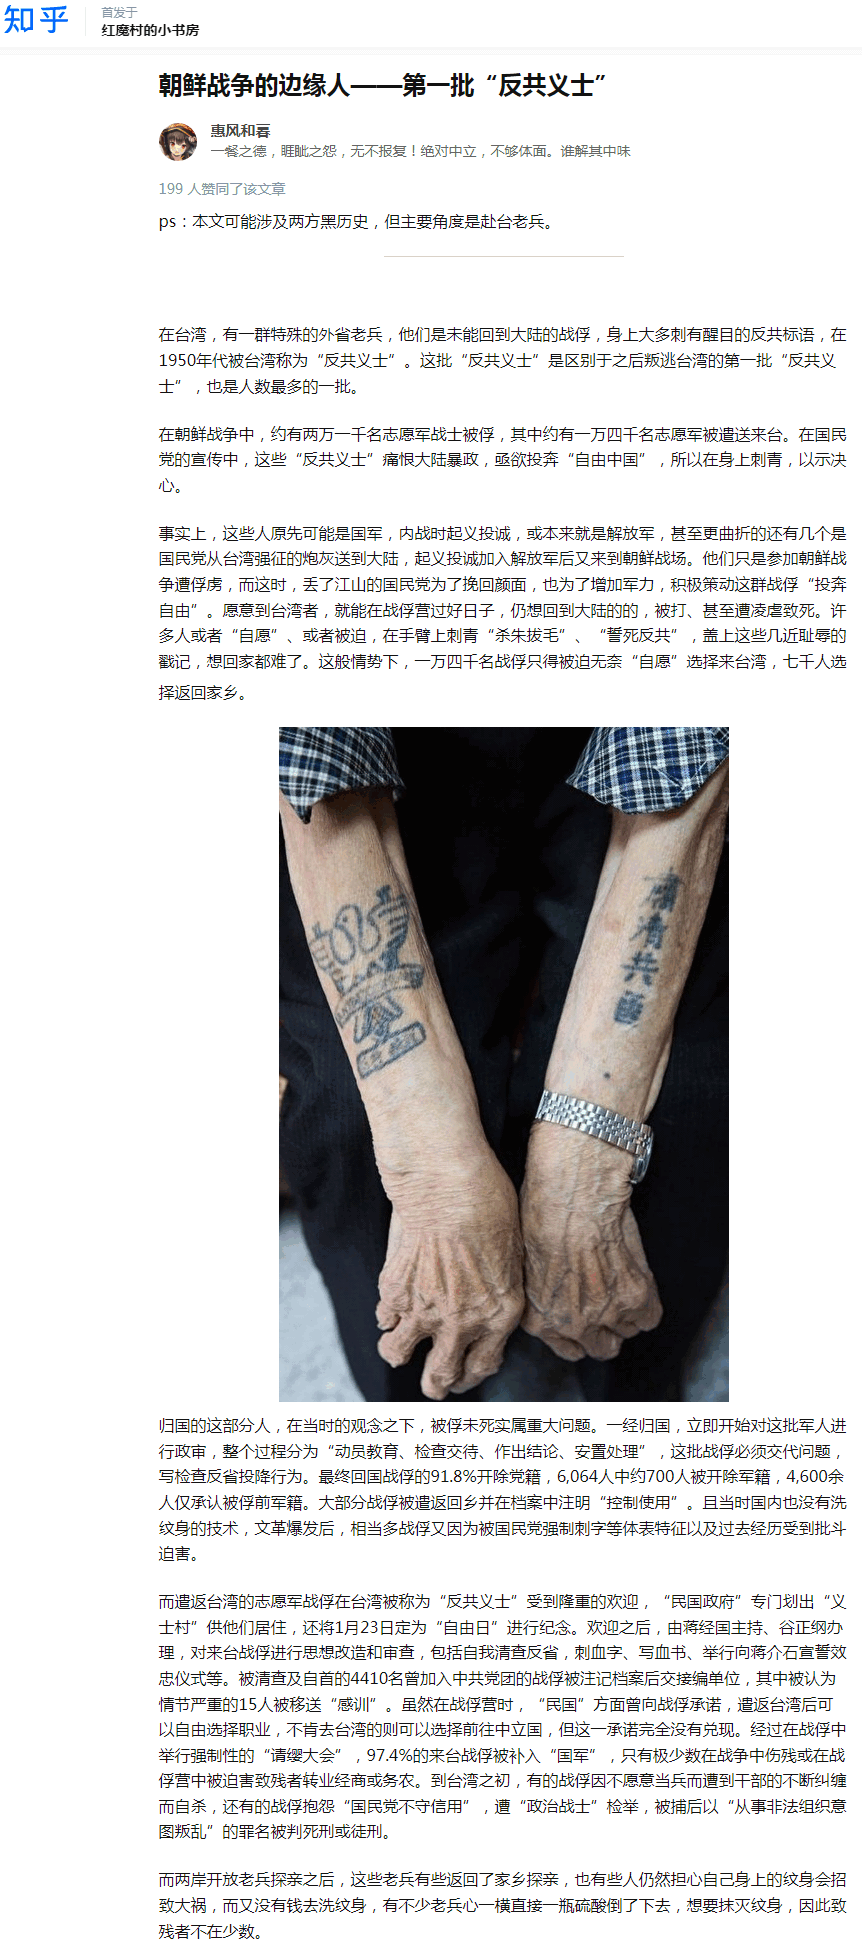 知乎
首发于
红魔村的小书房
朝鲜战争的边缘人——第一批“反共义士”
惠风和暮
一餐之德，睚眦之怨，无不报复！绝对中立，不够体面。谁解其中味
199 人赞同了该文章
ps：本文可能涉及两方黑历史，但主要角度是赴台老兵。
在台湾，有一群特殊的外省老兵，他们是未能回到大陆的战俘，身上大多刺有醒目的反共标语，在
1950年代被台湾称为“反共义士”。这批“反共义士”是区别于之后叛逃台湾的第一批“反共义
士”，也是人数最多的一批。
在朝鲜战争中，约有两万一千名志愿军战士被俘，其中约有一万四千名志愿军被遣送来台。在国民
党的宣传中，这些“反共义士”痛恨大陆暴政，亟欲投奔“自由中国”，所以在身上刺青，以示决
心。
事实上，这些人原先可能是国军，内战时起义投诚，或本来就是解放军，甚至更曲折的还有几个是
国民党从台湾强征的炮灰送到大陆，起义投诚加入解放军后又来到朝鲜战场。他们只是参加朝鲜战
争遭俘虏，而这时，丢了江山的国民党为了挽回颜面，也为了增加军力，积极策动这群战俘“投奔
自由”。愿意到台湾者，就能在战俘营过好日子，仍想回到大陆的的，被打、甚至遭凌虐致死。许
多人或者“自愿”、或者被迫，在手臂上刺青“杀朱拔毛”、“誓死反共”，盖上这些几近耻辱的
戳记，想回家都难了。这般情势下，一万四千名战俘只得被迫无奈“自愿”选择来台湾，七千人选
择返回家乡。
清共
归国的这部分人，在当时的观念之下，被俘未死实属重大问题。一经归国，立即开始对这批军人进
行政审，整个过程分为“动员教育、检查交待、作出结论、安置处理”，这批战俘必须交代问题，
写检查反省投降行为。最终回国战俘的91.8%开除党籍，6,064人中约700人被开除军籍，4,600余
人仅承认被俘前军籍。大部分战俘被遣返回乡并在档案中注明“控制使用”。且当时国内也没有洗
纹身的技术，文革爆发后，相当多战俘又因为被国民党强制刺字等体表特征以及过去经历受到批斗
迫害。
而遣返台湾的志愿军战俘在台湾被称为“反共义士”受到隆重的欢迎，“民国政府”专门划出“义
士村”供他们居住，还将1月23日定为“自由日”进行纪念。欢迎之后，由蒋经国主持、谷正纲办
理，对来台战俘进行思想改造和审查，包括自我清查反省，刺血字、写血书、举行向蒋介石宣誓效
忠仪式等。被清查及自首的4410名曾加入中共党团的战俘被注记档案后交接编单位，其中被认为
情节严重的15人被移送“感训”。虽然在战俘营时，“民国”方面曾向战俘承诺，遣返台湾后可
以自由选择职业，不肯去台湾的则可以选择前往中立国，但这一承诺完全没有兑现。经过在战俘中
举行强制性的“请缨大会”，97.4%的来台战俘被补入“国军”，只有极少数在战争中伤残或在战
俘营中被迫害致残者转业经商或务农。到台湾之初，有的战俘因不愿意当兵而遭到干部的不断纠缠
而自杀，还有的战俘抱怨“国民党不守信用”，遭“政治战士”检举，被捕后以“从事非法组织意
图叛乱”的罪名被判死刑或徒刑。
而两岸开放老兵探亲之后，这些老兵有些返回了家乡探亲，也有些人仍然担心自己身上的纹身会招
致大祸，而又没有钱去洗纹身，有不少老兵心一横直接一瓶硫酸倒了下去，想要抹灭纹身，因此致
残者不在少数。